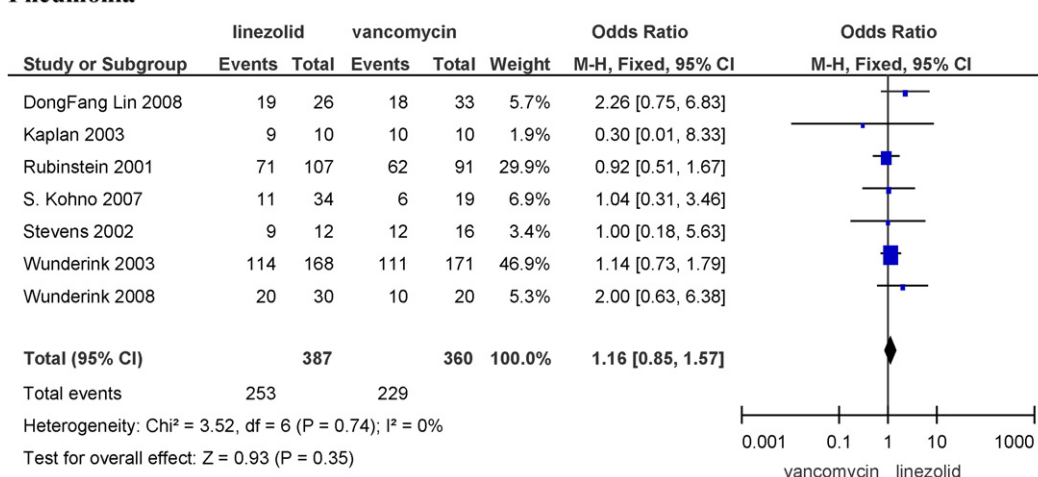 Pneumonia
linezolid vancomycin Odds Ratio Odds Ratio
Study or Subgroup Events Total Events Total Weight M-H, Fixed, 95% CI M-H, Fixed, 95% CI
DongFang Lin 2008 19 26 18 33 5.7% 2.26 [0.75, 6.83]
Kaplan 2003 9 10 10 10 1.9% 0.30 [0.01, 8.33]
Rubinstein 2001 71 107 62 91 29.9% 0.92 [0.51, 1.67]
S. Kohno 2007 11 34 6 19 6.9% 1.04 [0.31, 3.46]
Stevens 2002 9 12 12 16 3.4% 1.00 [0.18, 5.63]
Wunderink 2003 114 168 111 171 46.9% 1.14 [0.73, 1.79]
Wunderink 2008 20 30 10 20 5.3% 2.00 [0.63, 6.38]
Total (95% CI) 387 360 100.0% 1.16 [0.85, 1.57]
Total events 253 229
Heterogeneity: Chi² = 3.52, df = 6 (P = 0.74); I² = 0%
Test for overall effect: Z = 0.93 (P = 0.35)
0.001 0.1 1 10 1000
vancomycin linezolid